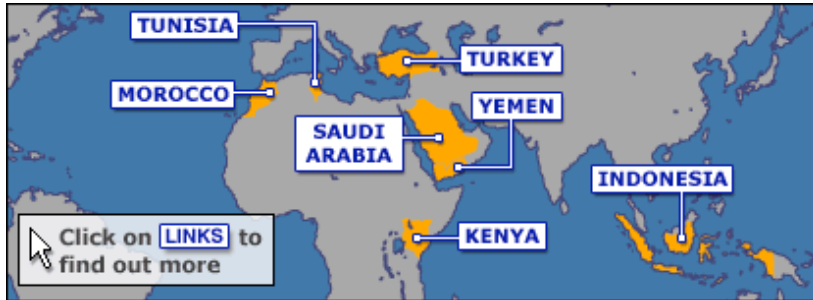 TUNISIA
TURKEY
MOROCCO
YEMEN
SAUDI
ARABIA
INDONESIA
KENYA
Click on LINKS to
find out more